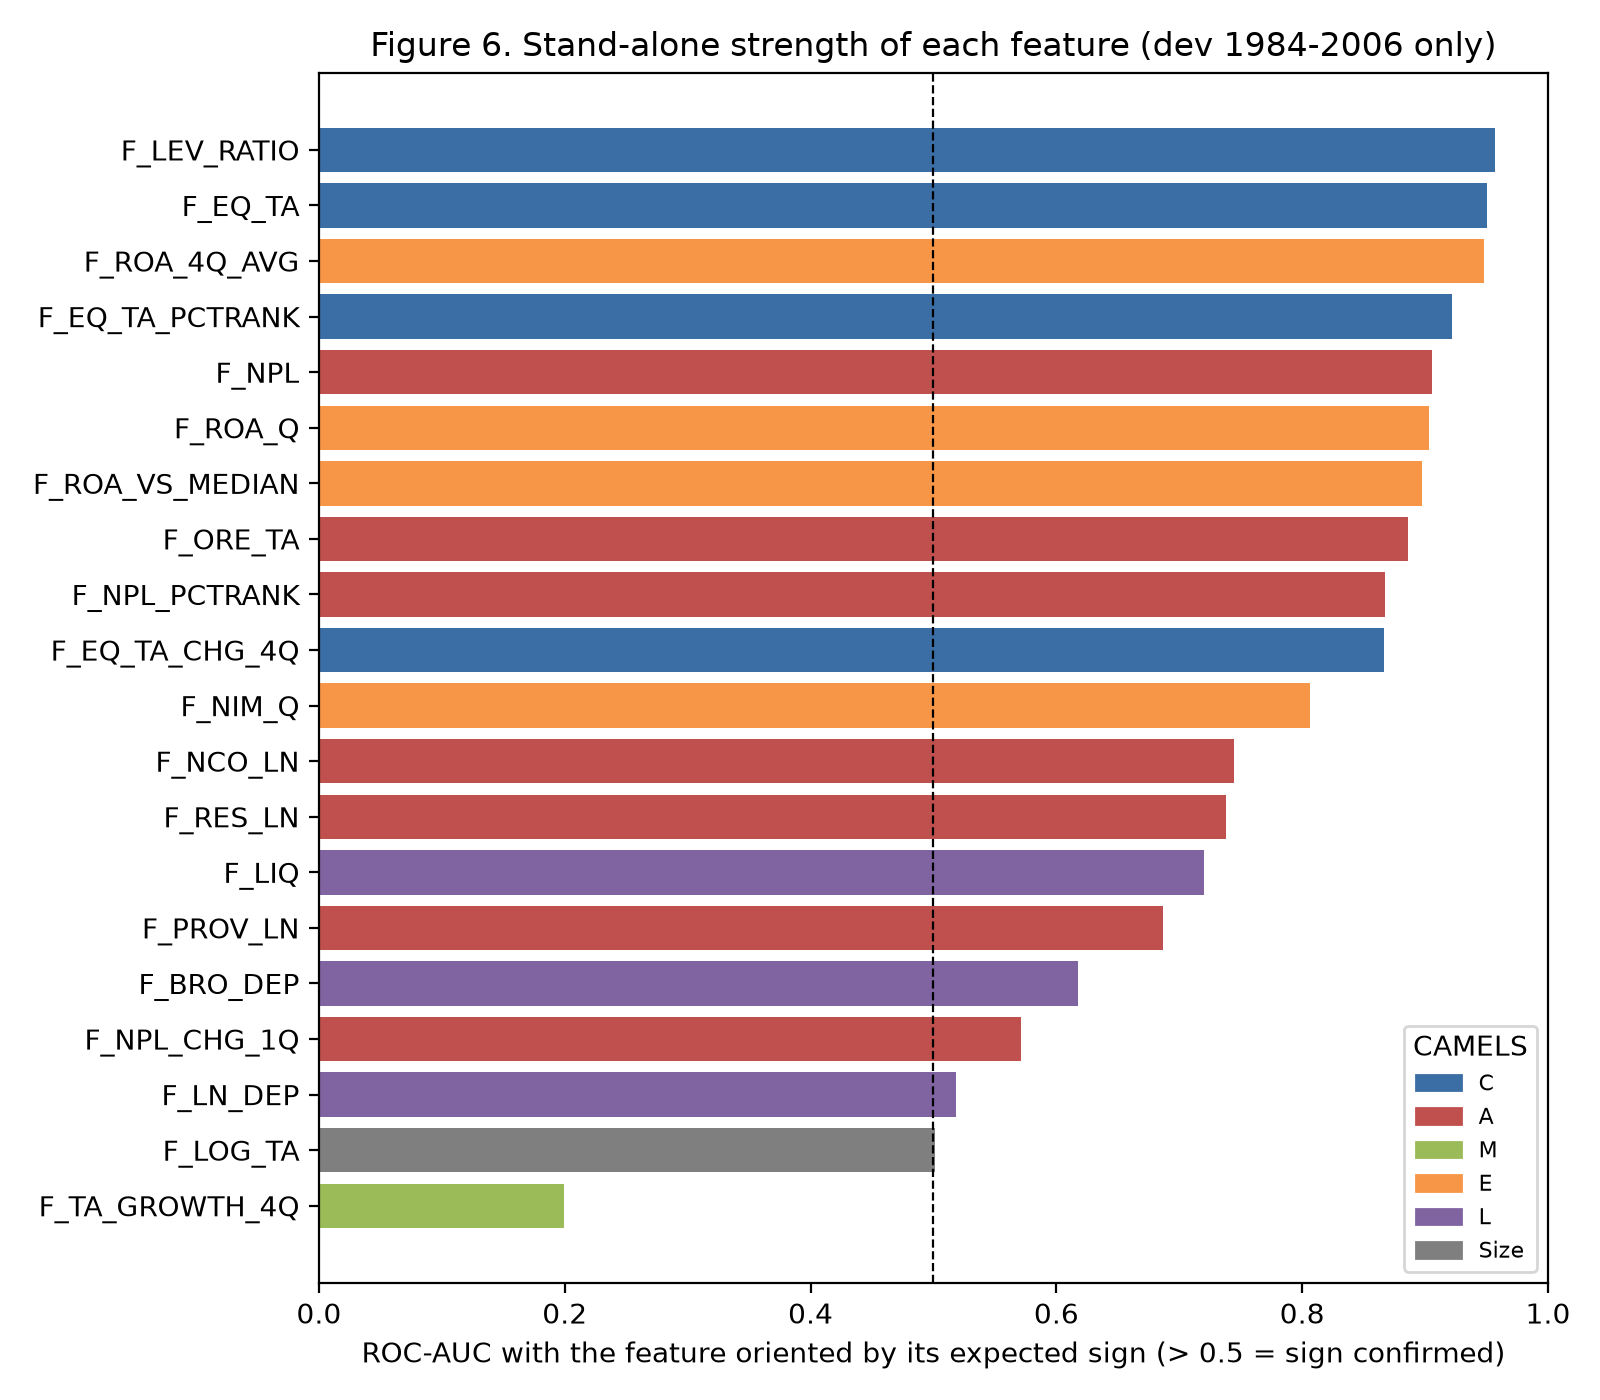 Figure 6. Stand-alone strength of each feature (dev 1984-2006 only)
F_LEV_RATIO
F_EQ_TA
F_ROA_4Q_AVG
F_EQ_TA_PCTRANK
F_NPL
F_ROA_Q
F_ROA_VS_MEDIAN
F_ORE_TA
F_NPL_PCTRANK
F_EQ_TA_CHG_4Q
F_NIM_Q
F_NCO_LN
F_RES_LN
F_LIQ
F_PROV_LN
F_BRO_DEP
F_NPL_CHG_1Q
F_LN_DEP
F_LOG_TA
F_TA_GROWTH_4Q
CAMELS
C
A
M
E
L
Size
0.0 0.2 0.4 0.6 0.8 1.0
ROC-AUC with the feature oriented by its expected sign (> 0.5 = sign confirmed)